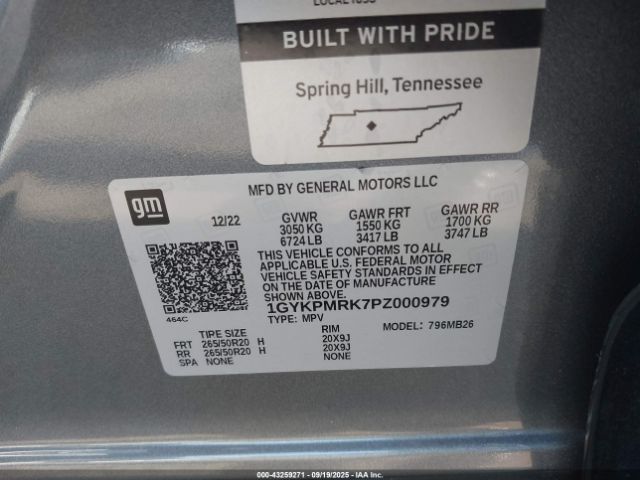 BUILT WITH PRIDE
Spring Hill, Tennessee
gm
MFD BY GENERAL MOTORS LLC
12/22 GVWR GAWR FRT GAWR RR
3050 KG 1550 KG 1700 KG
6724 LB 3417 LB 3747 LB
THIS VEHICLE CONFORMS TO ALL
APPLICABLE U.S. FEDERAL MOTOR
VEHICLE SAFETY STANDARDS IN EFFECT
ON THE DATE OF MANUFACTURE
SHOWN ABOVE.
1GYKPMRK7PZ000979
464C
TYPE: MPV MODEL: 796MB26
TIRE SIZE RIM
FRT 265/50R20 H 20X9J
RR 265/50R20 H 20X9J
SPA NONE NONE
000-43259271 - 09/19/2025 - IAAI, Inc.